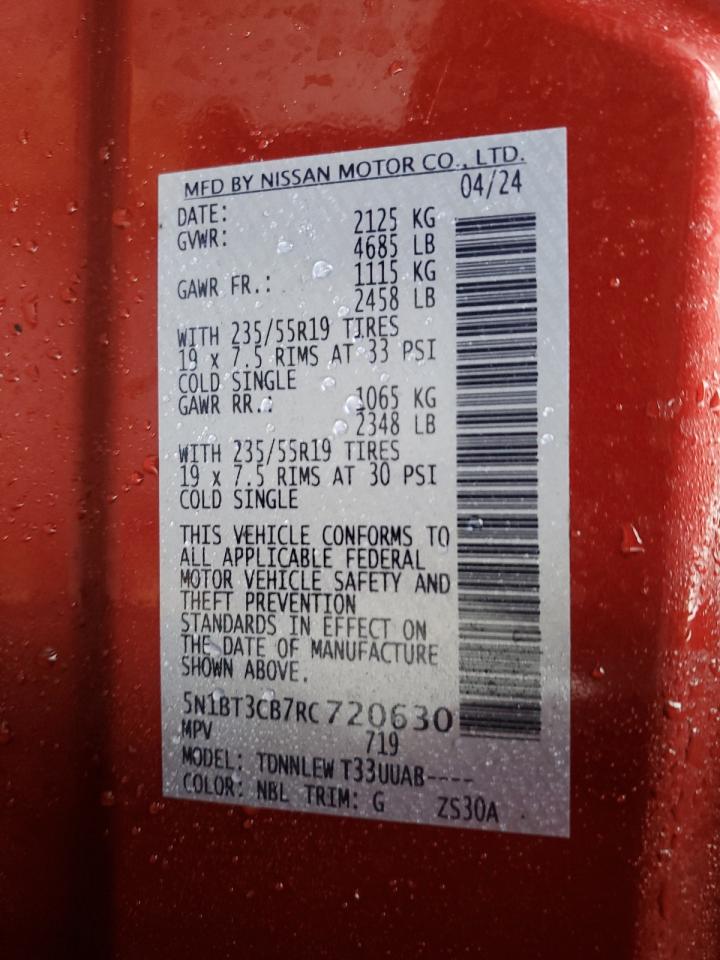 MFD BY NISSAN MOTOR CO., LTD.
DATE: 04/24
GVWR: 2125 KG
4685 LB
GAWR FR.: 1115 KG
2458 LB
WITH 235/55R19 TIRES
19 x 7.5 RIMS AT 33 PSI
COLD SINGLE
GAWR RR.: 1065 KG
2348 LB
WITH 235/55R19 TIRES
19 x 7.5 RIMS AT 30 PSI
COLD SINGLE
THIS VEHICLE CONFORMS TO
ALL APPLICABLE FEDERAL
MOTOR VEHICLE SAFETY AND
THEFT PREVENTION
STANDARDS IN EFFECT ON
THE DATE OF MANUFACTURE
SHOWN ABOVE.
5N1BT3CB7RC720630
MPV 719
MODEL: TDNNLEW T33UUAB----
COLOR: NBL TRIM: G ZS30A